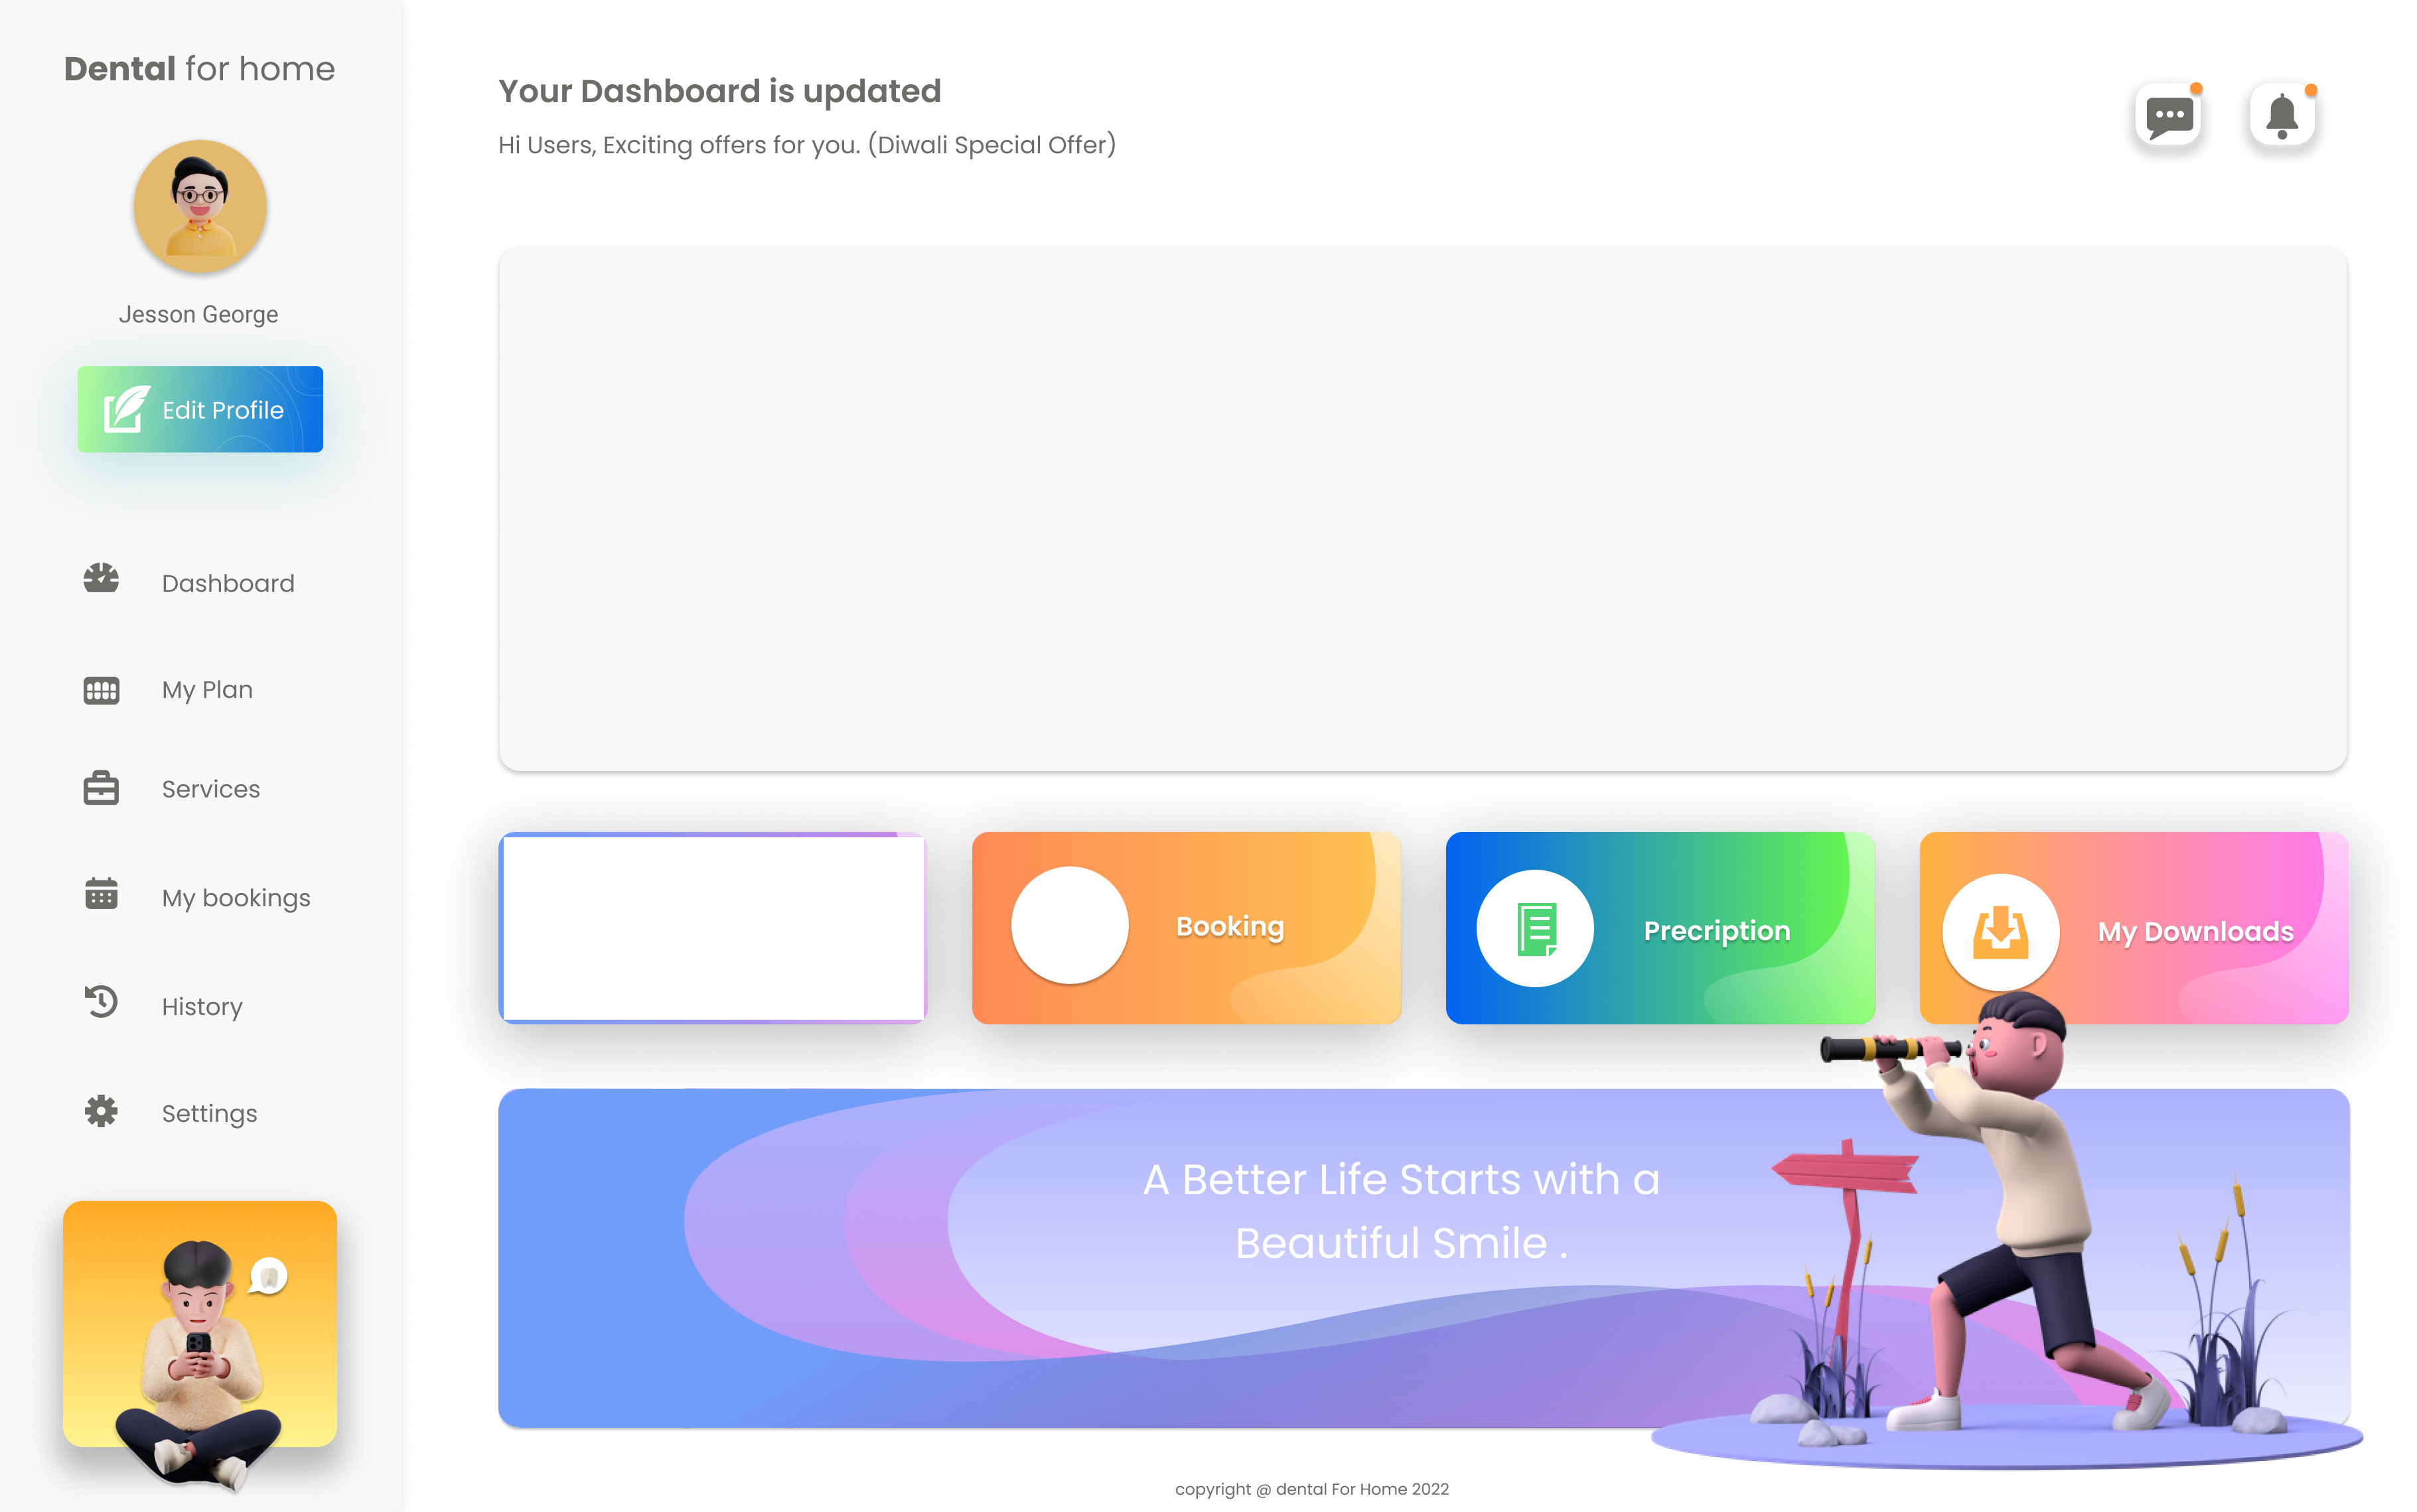 Dental for home
Jesson George
Edit Profile
Dashboard
My Plan
Services
My bookings
History
Settings
Your Dashboard is updated
Hi Users, Exciting offers for you. (Diwali Special Offer)
Booking
Precription
My Downloads
A Better Life Starts with a
Beautiful Smile .
copyright @ dental For Home 2022